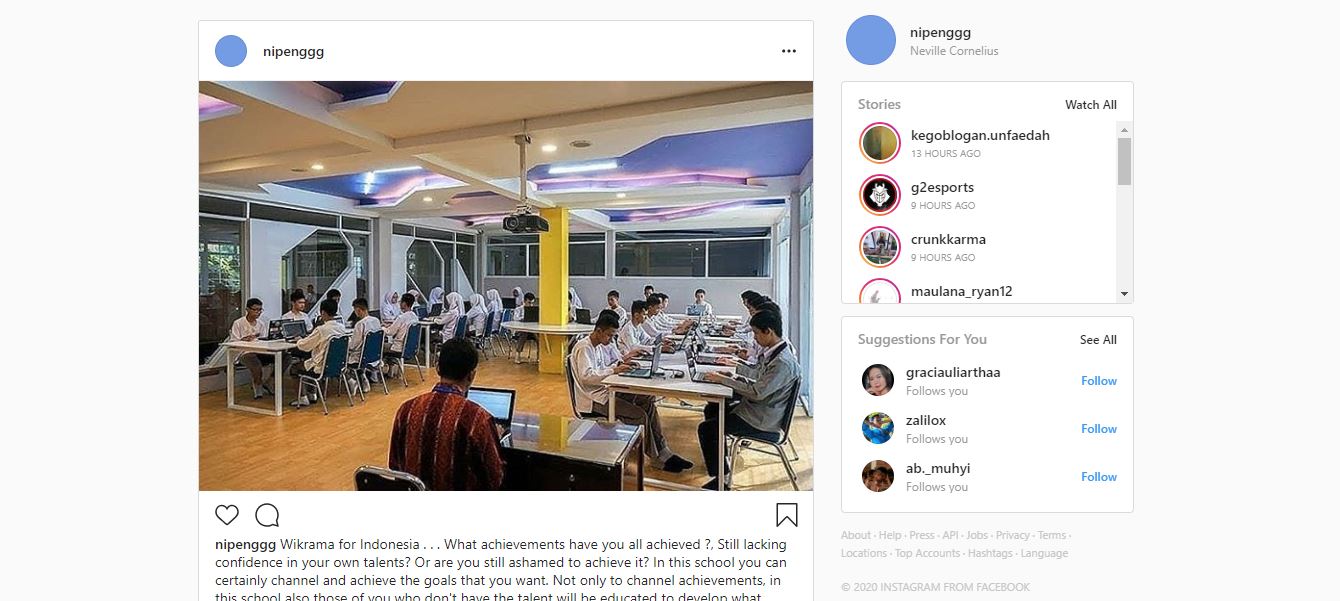 nipenggg
nipenggg Wikrama for Indonesia . . . What achievements have you all achieved ?, Still lacking
confidence in your own talents? Or are you still ashamed to achieve it? In this school you can
certainly channel and achieve the goals that you want. Not only to channel achievements, in
this school also those of you who don't have the talent will be educated to develop what
nipenggg
Neville Cornelius
Stories Watch All
kegoblogan.unfaedah
13 HOURS AGO
g2esports
9 HOURS AGO
crunkkarma
9 HOURS AGO
maulana_ryan12
Suggestions For You See All
graciauliarthaa
Follows you
Follow
zalilox
Follows you
Follow
ab._muhyi
Follows you
Follow
About · Help · Press · API · Jobs · Privacy · Terms ·
Locations · Top Accounts · Hashtags · Language
© 2020 INSTAGRAM FROM FACEBOOK